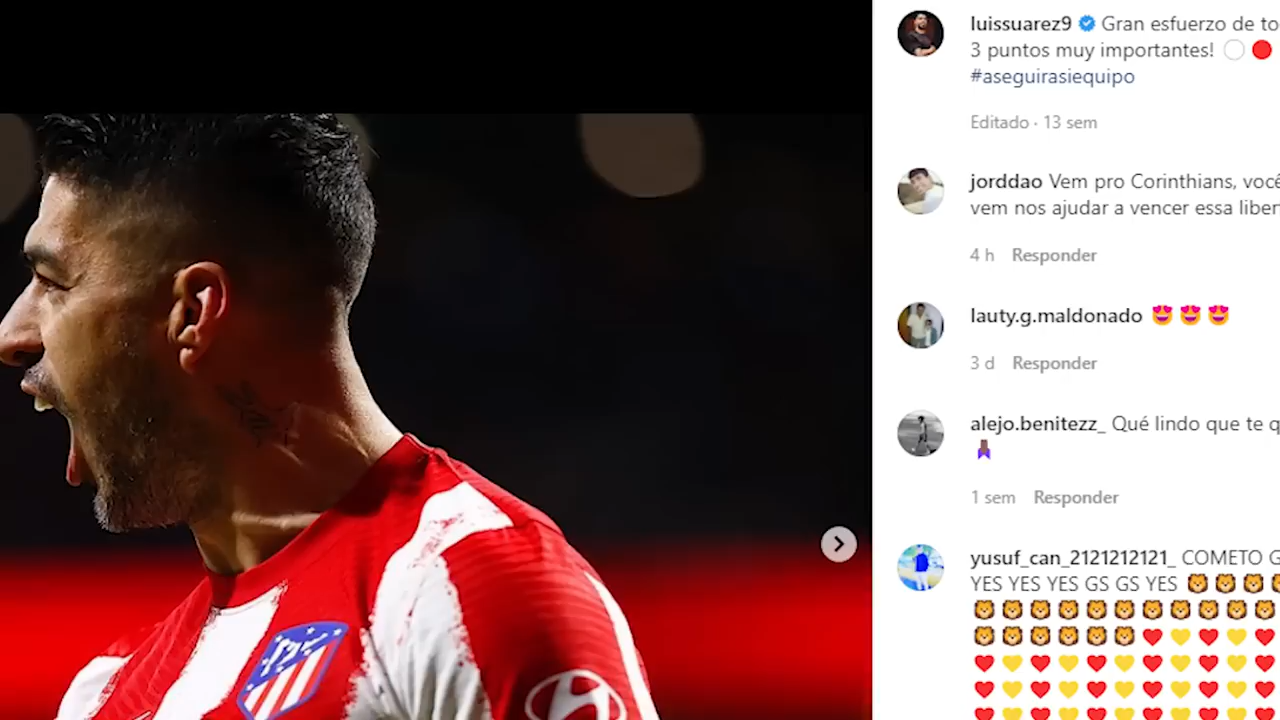 luissuarez9 Gran esfuerzo de to
3 puntos muy importantes!
#aseguirasiequipo
Editado · 13 sem
jorddao Vem pro Corinthians, você
vem nos ajudar a vencer essa liber
4 h Responder
lauty.g.maldonado 😍 😍 😍
3 d Responder
alejo.benitezz_ Qué lindo que te q
1 sem Responder
yusuf_can_2121212121_ COMETO G
YES YES YES GS GS YES